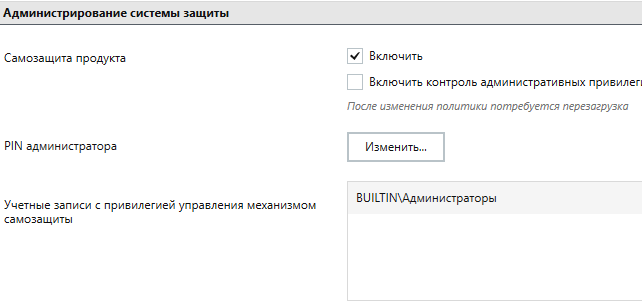 Администрирование системы защиты
Самозащита продукта
Включить
Включить контроль административных
После изменения политики потребуется перезагрузка
PIN администратора
Изменить...
Учетные записи с привилегией управления механизмом
самозащиты
BUILTIN\Администраторы